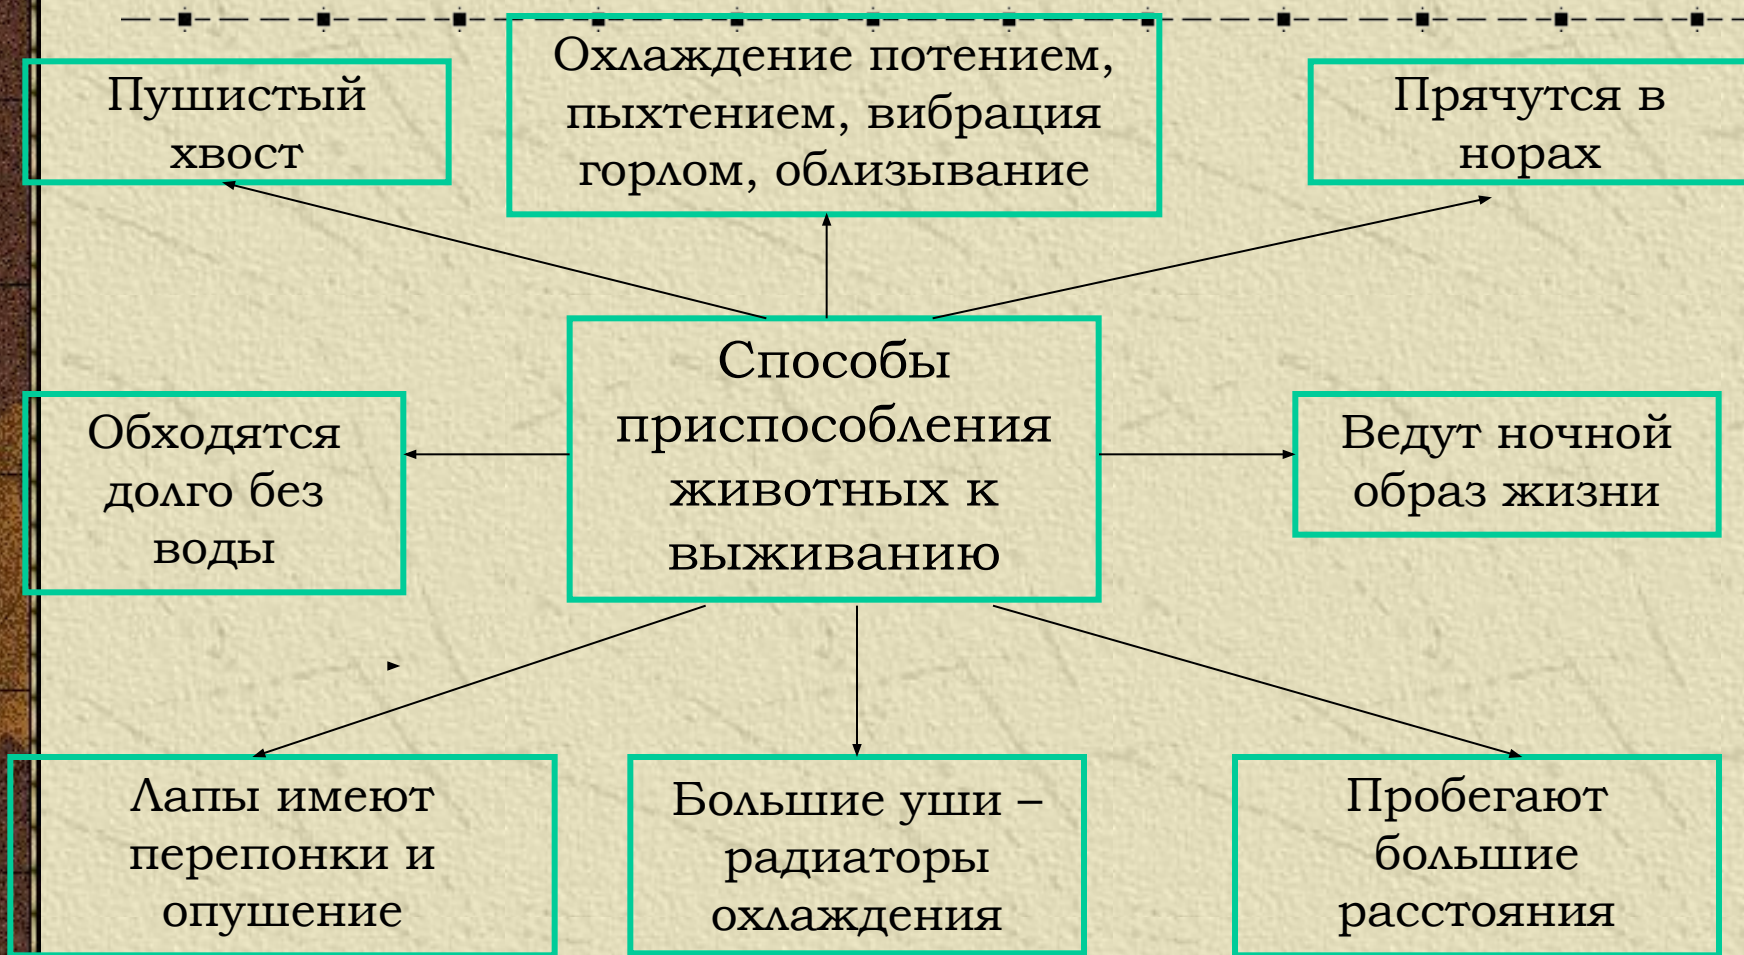 Пушистый
хвост
Охлаждение потением,
пыхтением, вибрация
горлом, облизывание
Прячутся в
норах
Обходятся
долго без
воды
Способы
приспособления
животных к
выживанию
Ведут ночной
образ жизни
Лапы имеют
перепонки и
опушение
Большие уши –
радиаторы
охлаждения
Пробегают
большие
расстояния